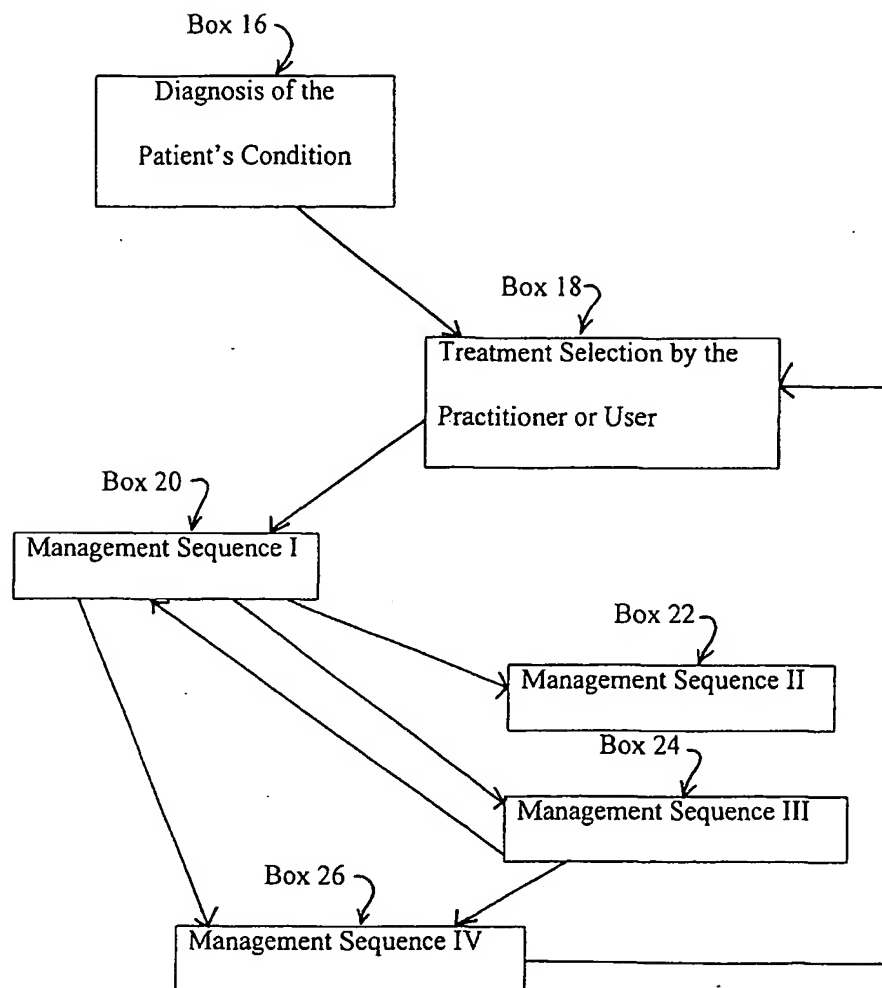 Box 16
Diagnosis of the
Patient's Condition
Box 18
Treatment Selection by the
Practitioner or User
Box 20
Management Sequence I
Box 22
Management Sequence II
Box 24
Management Sequence III
Box 26
Management Sequence IV